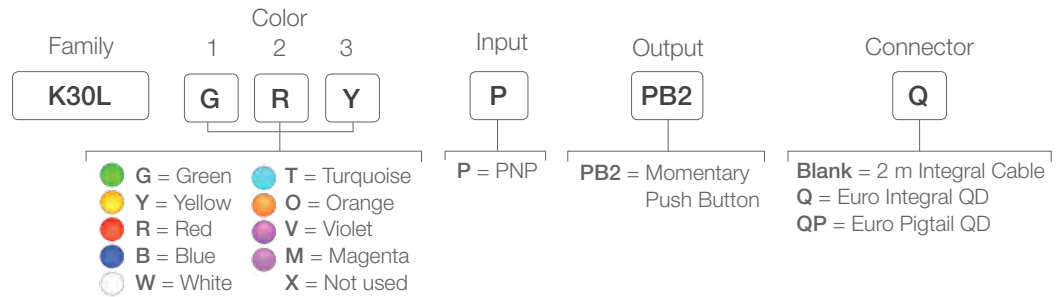 Color
Family 1 2 3 Input Output Connector
K30L G R Y P PB2 Q
G = Green
Y = Yellow
R = Red
B = Blue
W = White
T = Turquoise
O = Orange
V = Violet
M = Magenta
X = Not used
P = PNP
PB2 = Momentary
Push Button
Blank = 2 m Integral Cable
Q = Euro Integral QD
QP = Euro Pigtail QD